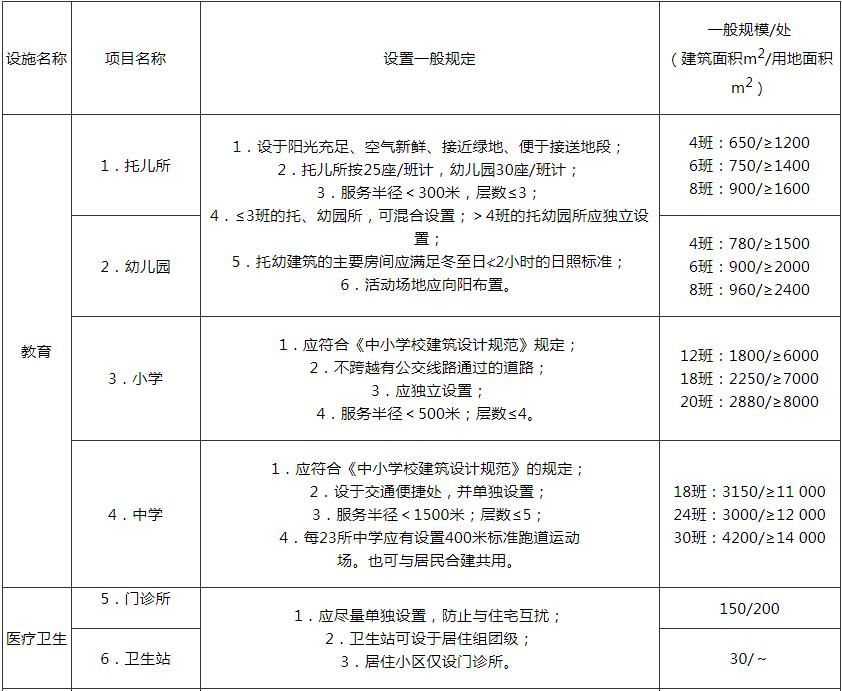 设施名称
项目名称
设置一般规定
一般规模/处
（建筑面积m²/用地面积
m²）
教育
1．托儿所
1．设于阳光充足、空气新鲜、接近绿地、便于接送地段；
2．托儿所按25座/班计，幼儿园30座/班计；
3．服务半径＜300米，层数≤3；
4．≤3班的托、幼园所，可混合设置；＞4班的托幼园所应独立设
置；
5．托幼建筑的主要房间应满足冬至日≮2小时的日照标准；
6．活动场地应向阳布置。
4班：650/≥1200
6班：750/≥1400
8班：900/≥1600
2．幼儿园
4班：780/≥1500
6班：900/≥2000
8班：960/≥2400
3．小学
1．应符合《中小学校建筑设计规范》规定；
2．不跨越有公交线路通过的道路；
3．应独立设置；
4．服务半径＜500米；层数≤4。
12班：1800/≥6000
18班：2250/≥7000
20班：2880/≥8000
4．中学
1．应符合《中小学校建筑设计规范》的规定；
2．设于交通便捷处，并单独设置；
3．服务半径＜1500米；层数≤5；
4．每23所中学应有设置400米标准跑道运动
场。也可与居民合建共用。
18班：3150/≥11 000
24班：3000/≥12 000
30班：4200/≥14 000
医疗卫生
5．门诊所
1．应尽量单独设置，防止与住宅互扰；
2．卫生站可设于居住组团级；
3．居住小区仅设门诊所。
150/200
6．卫生站
30/～